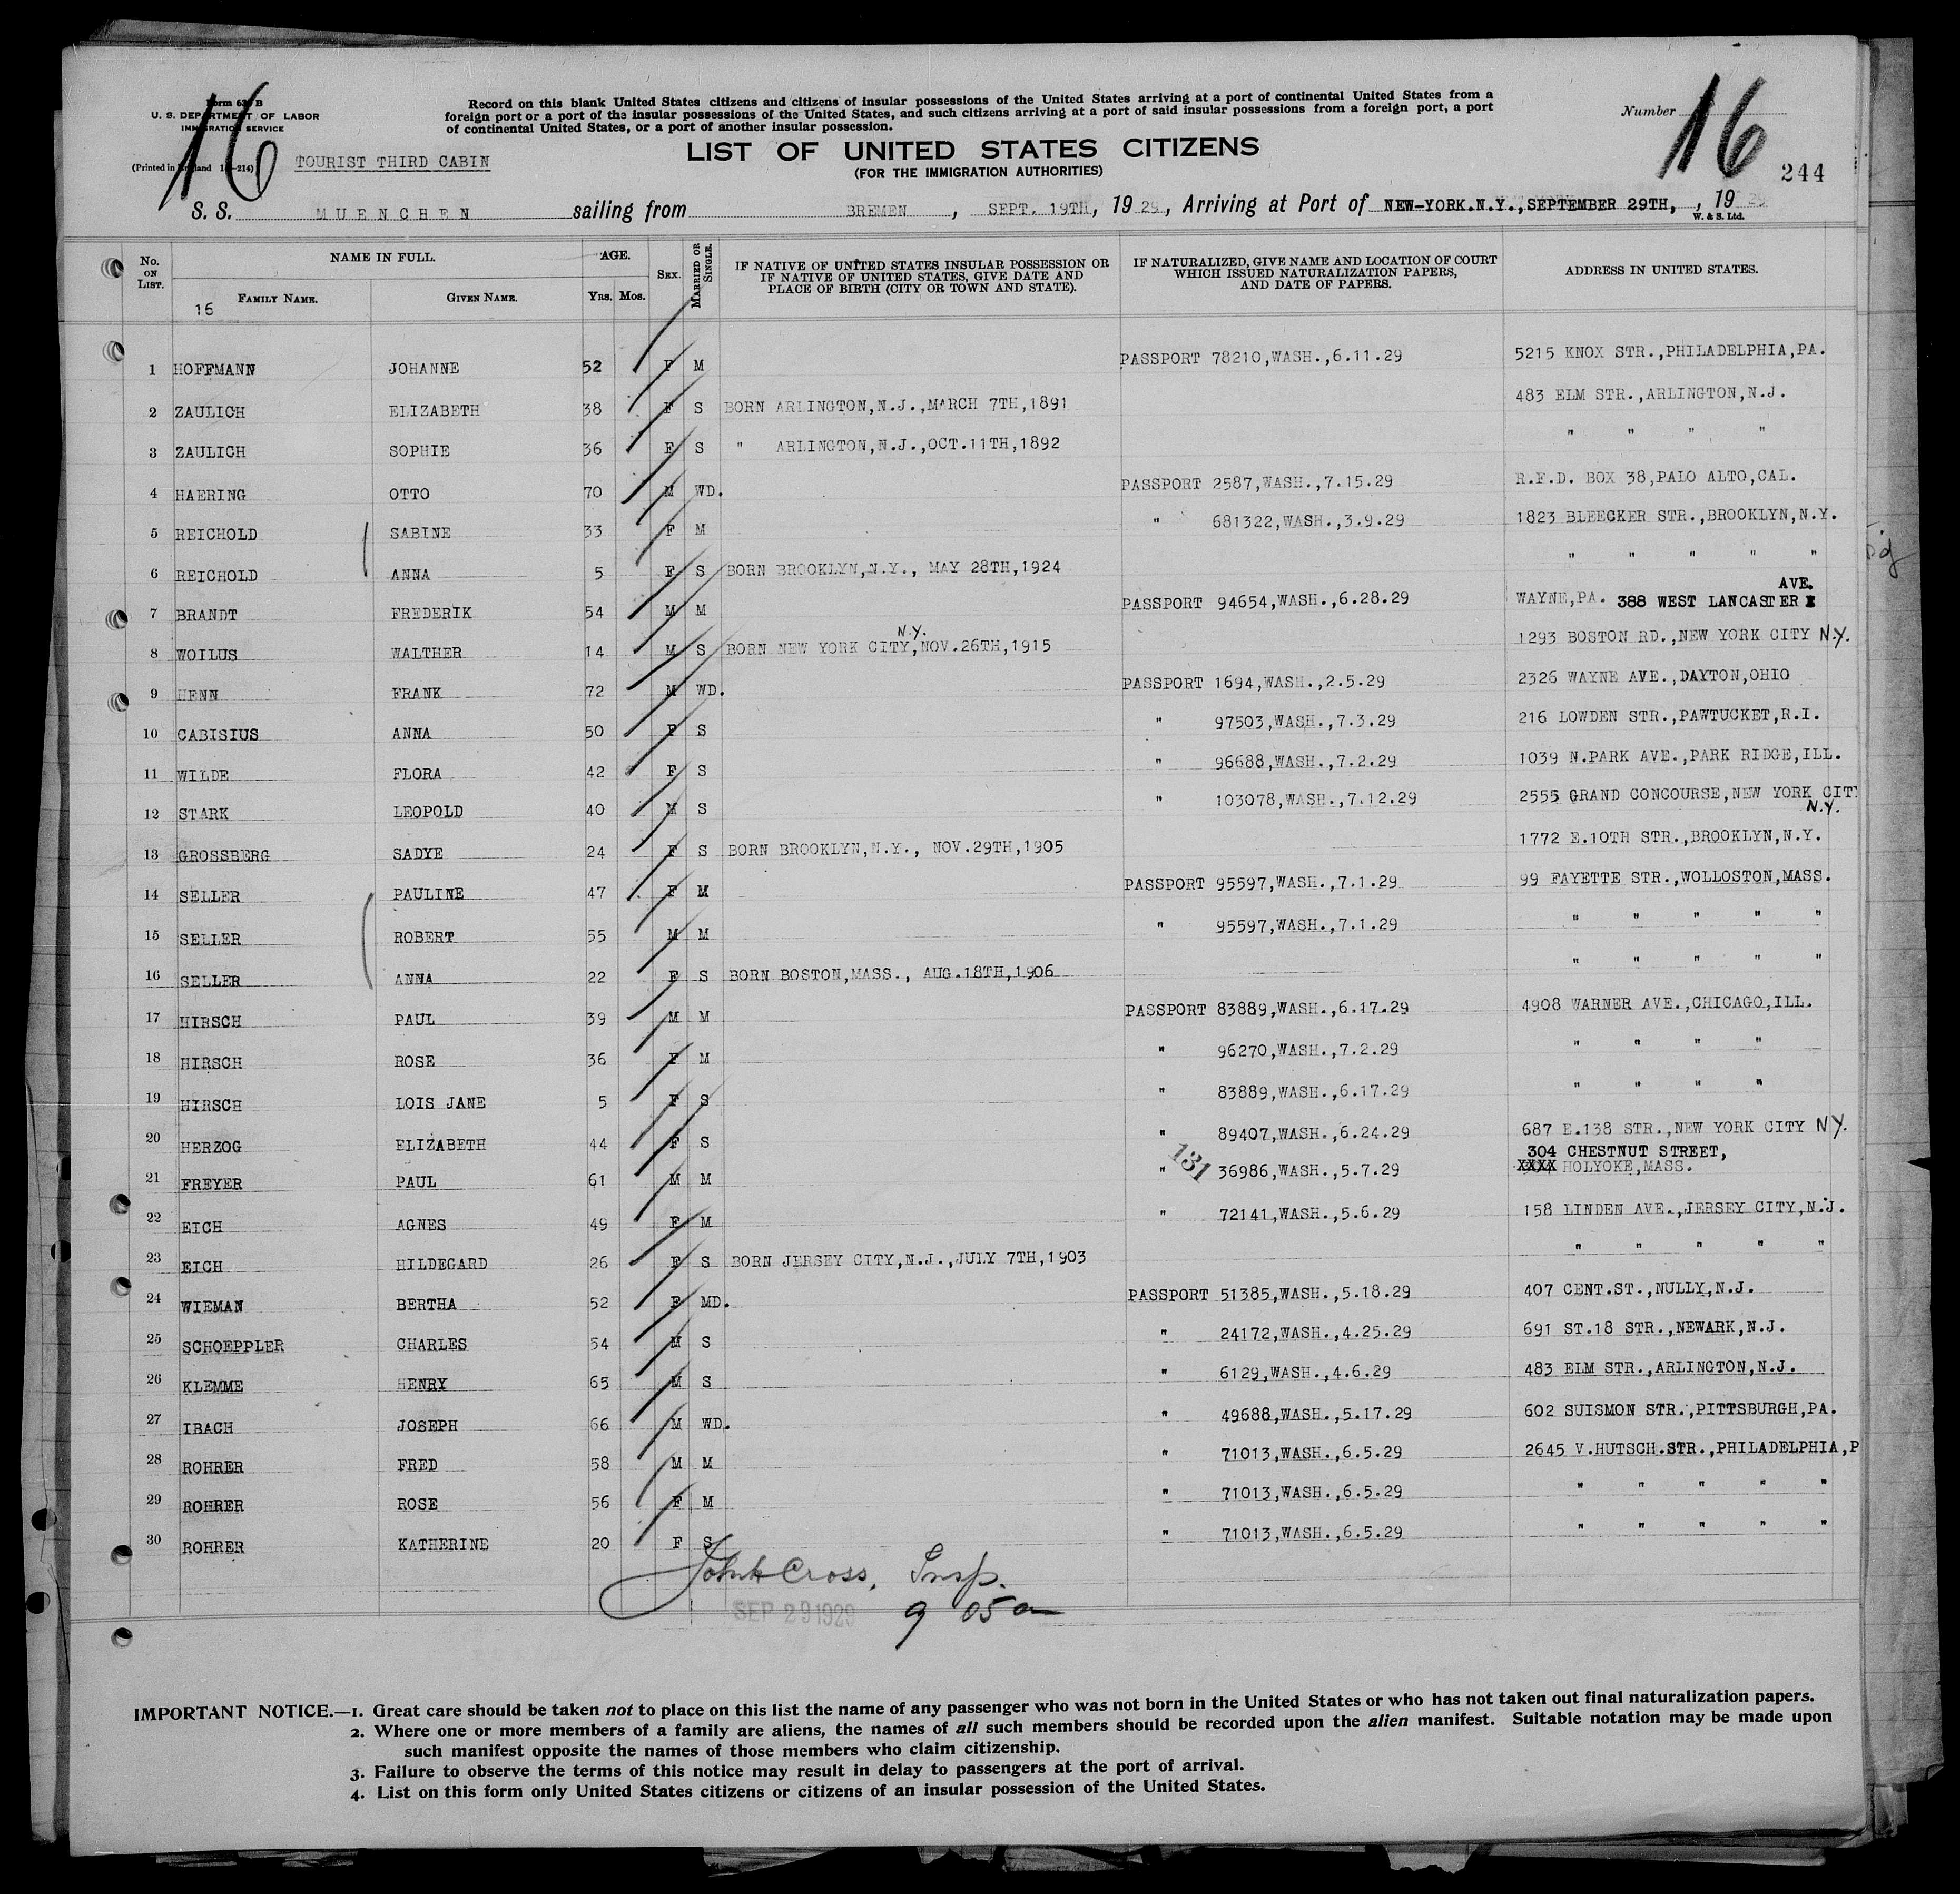 16
Form 630 B
U. S. DEPARTMENT OF LABOR
IMMIGRATION SERVICE
(Printed in England 16—214)
TOURIST THIRD CABIN
Record on this blank United States citizens and citizens of insular possessions of the United States arriving at a port of continental United States from a
foreign port or a port of the insular possessions of the United States, and such citizens arriving at a port of said insular possessions from a foreign port, a port
of continental United States, or a port of another insular possession.
LIST OF UNITED STATES CITIZENS
(FOR THE IMMIGRATION AUTHORITIES)
Number 16
244
S. S. MUENCHEN sailing from BREMEN, SEPT. 19TH, 19 29, Arriving at Port of NEW-YORK.N.Y.,SEPTEMBER 29TH, , 19 29
W. & S. Ltd.
No. ON LIST. NAME IN FULL. AGE. SEX. MARRIED OR SINGLE. IF NATIVE OF UNITED STATES INSULAR POSSESSION OR IF NATIVE OF UNITED STATES, GIVE DATE AND PLACE OF BIRTH (CITY OR TOWN AND STATE). IF NATURALIZED, GIVE NAME AND LOCATION OF COURT WHICH ISSUED NATURALIZATION PAPERS, AND DATE OF PAPERS. ADDRESS IN UNITED STATES.
16 FAMILY NAME. GIVEN NAME. Yrs. Mos.
1 HOFFMANN JOHANNE 52 F M PASSPORT 78210,WASH.,6.11.29 5215 KNOX STR.,PHILADELPHIA,PA.
2 ZAULICH ELIZABETH 38 F S BORN ARLINGTON,N.J.,MARCH 7TH,1891 483 ELM STR.,ARLINGTON,N.J.
3 ZAULICH SOPHIE 36 F S " ARLINGTON,N.J.,OCT.11TH,1892 " " " "
4 HAERING OTTO 70 M WD. PASSPORT 2587,WASH.,7.15.29 R.F.D. BOX 38,PALO ALTO,CAL.
5 REICHOLD SABINE 33 F M " 681322,WASH.,3.9.29 1823 BLEECKER STR.,BROOKLYN,N.Y.
6 REICHOLD ANNA 5 F S BORN BROOKLYN,N.Y., MAY 28TH,1924 " " " " "
7 BRANDT FREDERIK 54 M M PASSPORT 94654,WASH.,6.28.29 WAYNE,PA. 388 WEST LANCASTER AVE.
8 WOILUS WALTHER 14 M S BORN NEW YORK CITY, N.Y. NOV.26TH,1915 1293 BOSTON RD.,NEW YORK CITY N.Y.
9 HENN FRANK 72 M WD. PASSPORT 1694,WASH.,2.5.29 2326 WAYNE AVE.,DAYTON,OHIO
10 CABISIUS ANNA 50 F S " 97503,WASH.,7.3.29 216 LOWDEN STR.,PAWTUCKET,R.I.
11 WILDE FLORA 42 F S " 96688,WASH.,7.2.29 1039 N.PARK AVE.,PARK RIDGE,ILL.
12 STARK LEOPOLD 40 M S " 103078,WASH.,7.12.29 2555 GRAND CONCOURSE,NEW YORK CIT
N.Y.
13 GROSSBERG SADYE 24 F S BORN BROOKLYN,N.Y., NOV.29TH,1905 1772 E.10TH STR.,BROOKLYN,N.Y.
14 SELLER PAULINE 47 F M PASSPORT 95597,WASH.,7.1.29 99 FAYETTE STR.,WOLLOSTON,MASS.
15 SELLER ROBERT 55 M M " 95597,WASH.,7.1.29 " " " " "
16 SELLER ANNA 22 F S BORN BOSTON,MASS., AUG.18TH,1906 " " " " "
17 HIRSCH PAUL 39 M M PASSPORT 83889,WASH.,6.17.29 4908 WARNER AVE.,CHICAGO,ILL.
18 HIRSCH ROSE 36 F M " 96270,WASH.,7.2.29 " " " "
19 HIRSCH LOIS JANE 5 F S " 83889,WASH.,6.17.29 " " " "
20 HERZOG ELIZABETH 44 F S " 89407,WASH.,6.24.29 687 E.138 STR.,NEW YORK CITY N.Y.
131 304 CHESTNUT STREET,
21 FREYER PAUL 61 M M " 36986,WASH.,5.7.29 XXXX HOLYOKE,MASS.
22 EICH AGNES 49 F M " 72141,WASH.,5.6.29 158 LINDEN AVE.,JERSEY CITY,N.J.
23 EICH HILDEGARD 26 F S BORN JERSEY CITY,N.J.,JULY 7TH,1903 " " " " "
24 WIEMAN BERTHA 52 F MD. PASSPORT 51385,WASH.,5.18.29 407 CENT.ST.,NULLY,N.J.
25 SCHOEPPLER CHARLES 54 M S " 24172,WASH.,4.25.29 691 ST.18 STR.,NEWARK,N.J.
26 KLEMME HENRY 65 M S " 6129,WASH.,4.6.29 483 ELM STR.,ARLINGTON,N.J.
27 IBACH JOSEPH 66 M WD. " 49688,WASH.,5.17.29 602 SUISMON STR.,PITTSBURGH,PA.
28 ROHRER FRED 58 M M " 71013,WASH.,6.5.29 2645 V.HUTSCH.STR.,PHILADELPHIA,P
29 ROHRER ROSE 56 F M " 71013,WASH.,6.5.29 " " " " "
30 ROHRER KATHERINE 20 F S " 71013,WASH.,6.5.29 " " " " "
John Cross, Insp.
SEP 29 1929 9 05 a
IMPORTANT NOTICE.—1. Great care should be taken not to place on this list the name of any passenger who was not born in the United States or who has not taken out final naturalization papers.
2. Where one or more members of a family are aliens, the names of all such members should be recorded upon the alien manifest. Suitable notation may be made upon
such manifest opposite the names of those members who claim citizenship.
3. Failure to observe the terms of this notice may result in delay to passengers at the port of arrival.
4. List on this form only United States citizens or citizens of an insular possession of the United States.